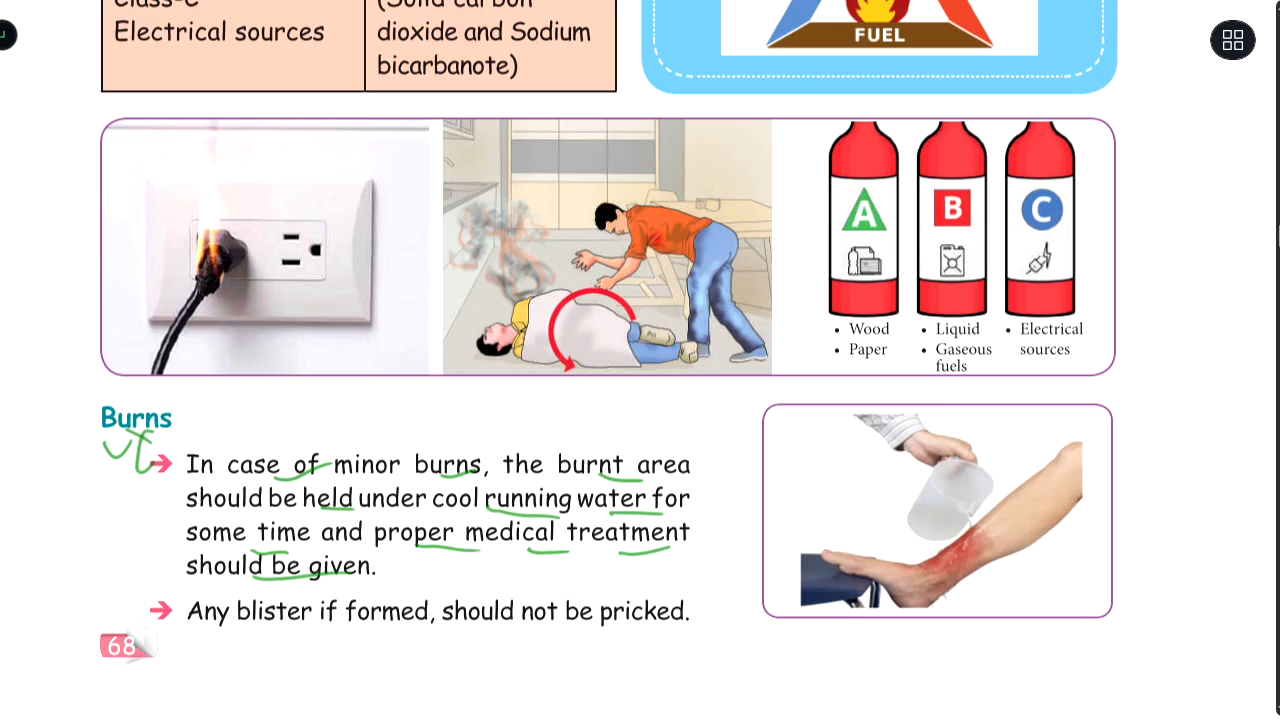 Electrical sources
dioxide and Sodium
bicarbanote)
FUEL
A
B
C
• Wood
• Paper
• Liquid
• Gaseous
fuels
• Electrical
sources
Burns
In case of minor burns, the burnt area
should be held under cool running water for
some time and proper medical treatment
should be given.
Any blister if formed, should not be pricked.
68